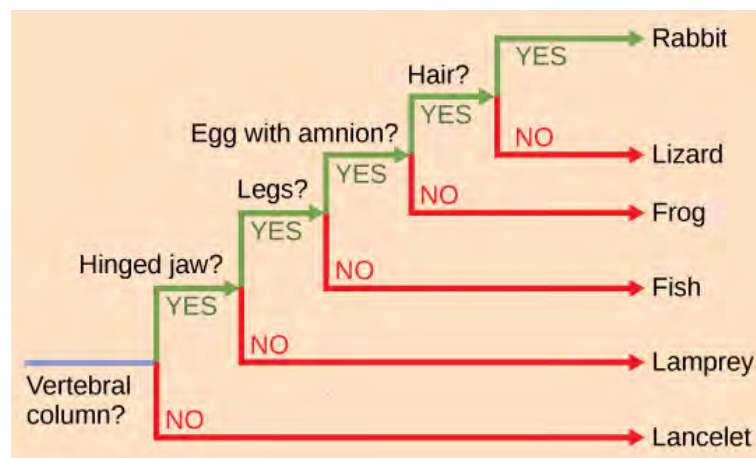 Rabbit
YES
Hair?
YES
NO
Lizard
Egg with amnion?
YES
NO
Frog
Legs?
YES
NO
Fish
Hinged jaw?
YES
NO
Lamprey
Vertebral
column?
NO
Lancelet